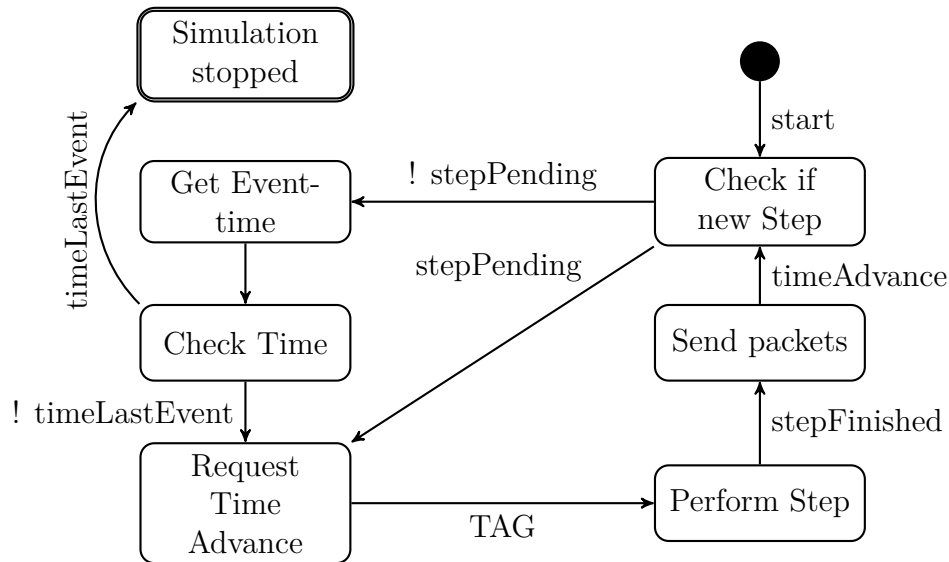 Simulation
stopped
start
timeLastEvent
Get Event-
time
! stepPending
Check if
new Step
stepPending
timeAdvance
Check Time
Send packets
! timeLastEvent
stepFinished
Request
Time
Advance
TAG
Perform Step